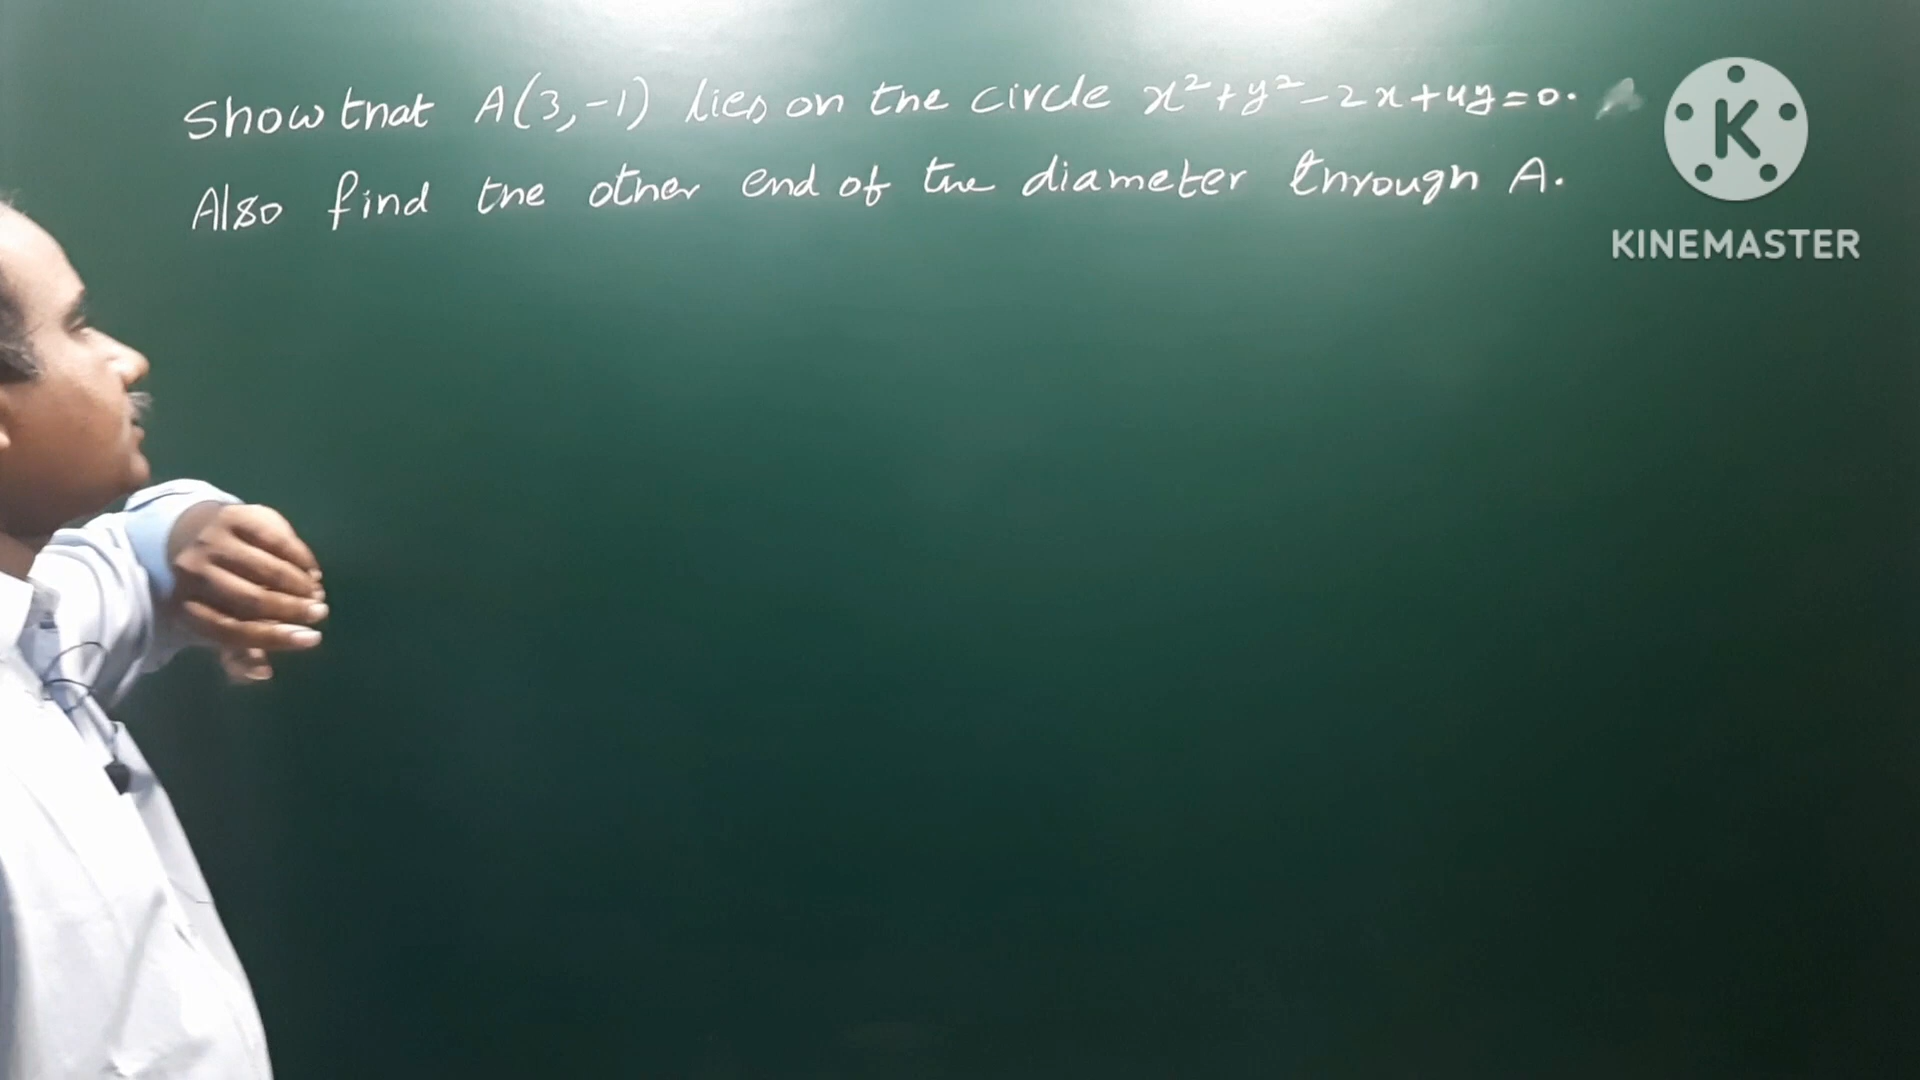 Show that A(3,-1) lies on the circle x²+y²-2x+4y=0.
Also find the other end of the diameter through A.
K
KINEMASTER